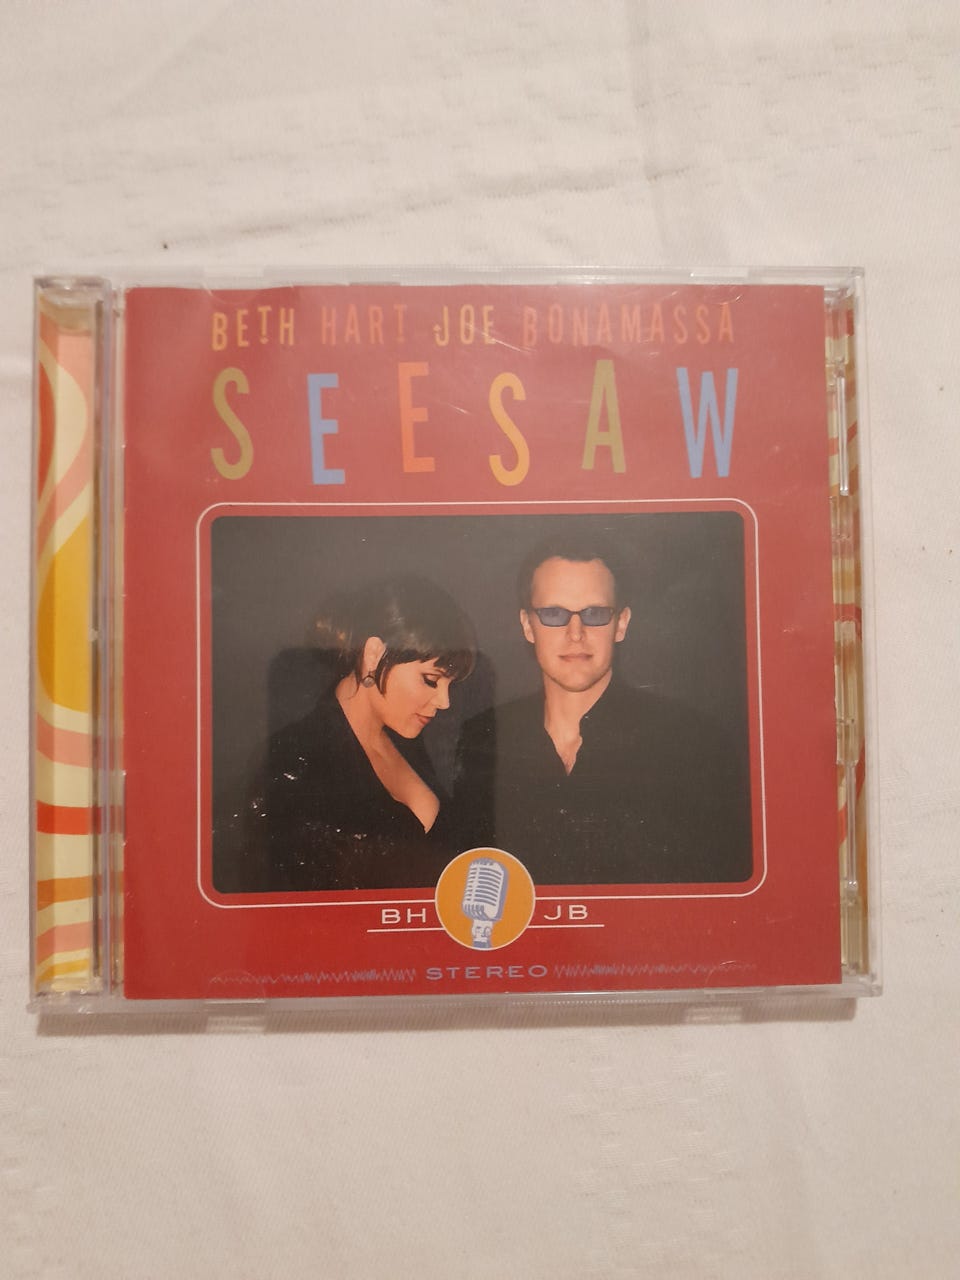 BETH HART JOE BONAMASSA
SEESAW
BH JB
STEREO